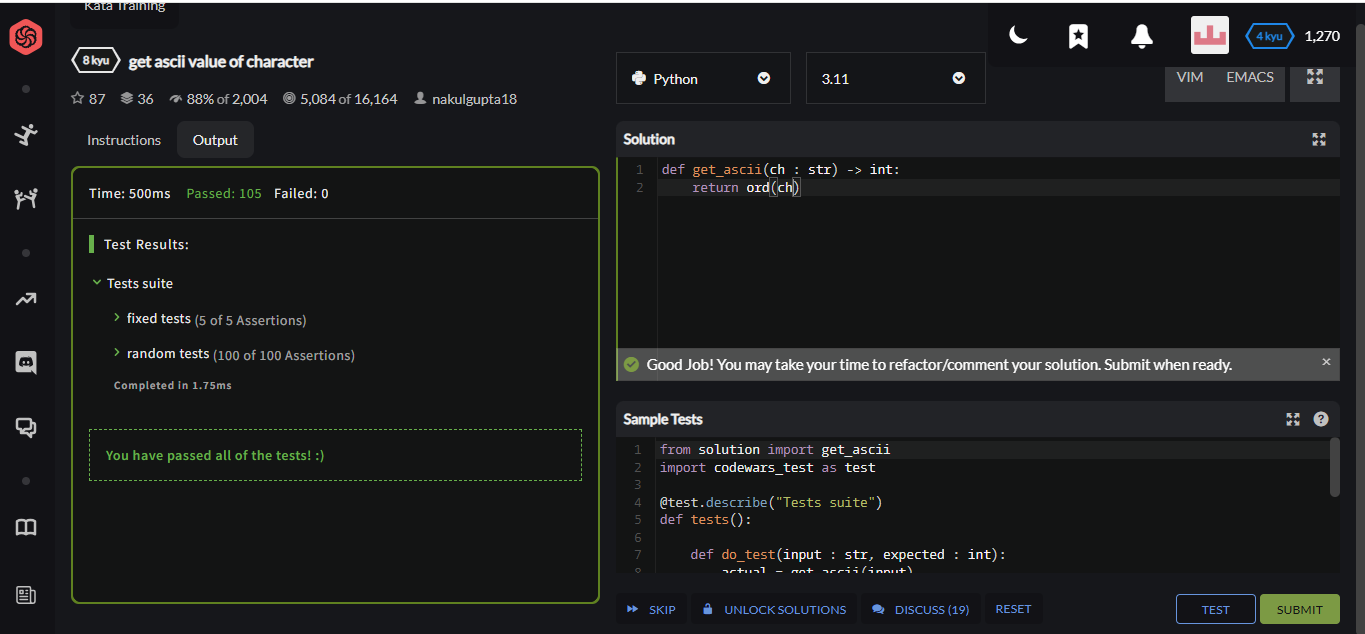 Kata Training
4 kyu 1,270
8 kyu get ascii value of character
87 36 88% of 2,004 5,084 of 16,164 nakulgupta18
Python 3.11 VIM EMACS
Instructions Output
Time: 500ms Passed: 105 Failed: 0
Test Results:
Tests suite
fixed tests (5 of 5 Assertions)
random tests (100 of 100 Assertions)
Completed in 1.75ms
You have passed all of the tests! :)
Solution
1 def get_ascii(ch : str) -> int:
2 return ord(ch)
Good Job! You may take your time to refactor/comment your solution. Submit when ready. ×
Sample Tests ?
1 from solution import get_ascii
2 import codewars_test as test
3
4 @test.describe("Tests suite")
5 def tests():
6
7 def do_test(input : str, expected : int):
8 actual = get_ascii(input)
SKIP UNLOCK SOLUTIONS DISCUSS (19) RESET TEST SUBMIT